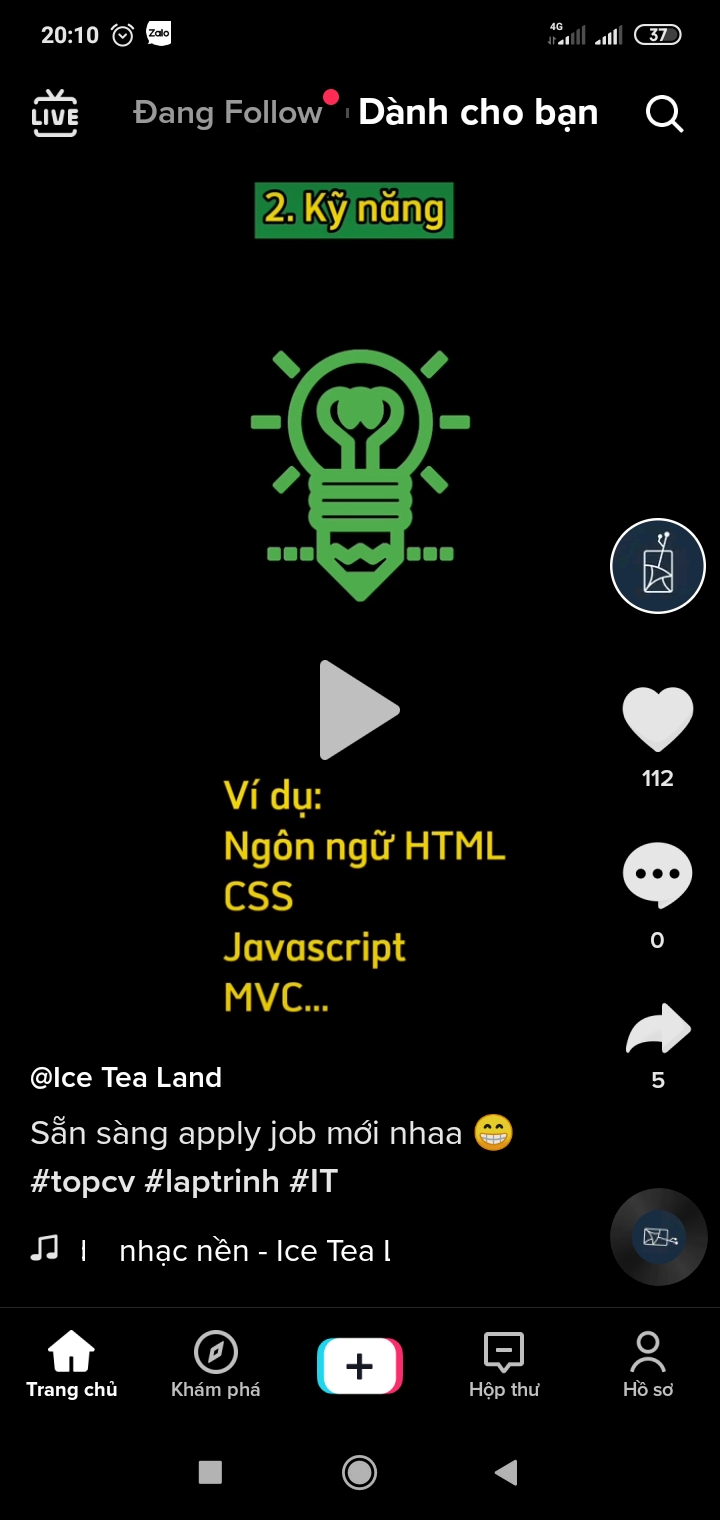 20:10
Zalo
4G
37
LIVE
Đang Follow
Dành cho bạn
2. Kỹ năng
Ví dụ:
Ngôn ngữ HTML
CSS
Javascript
MVC...
112
0
5
@Ice Tea Land
Sẵn sàng apply job mới nhaa 😁
#topcv #laptrinh #IT
nhạc nền - Ice Tea
Trang chủ
Khám phá
Hộp thư
Hồ sơ